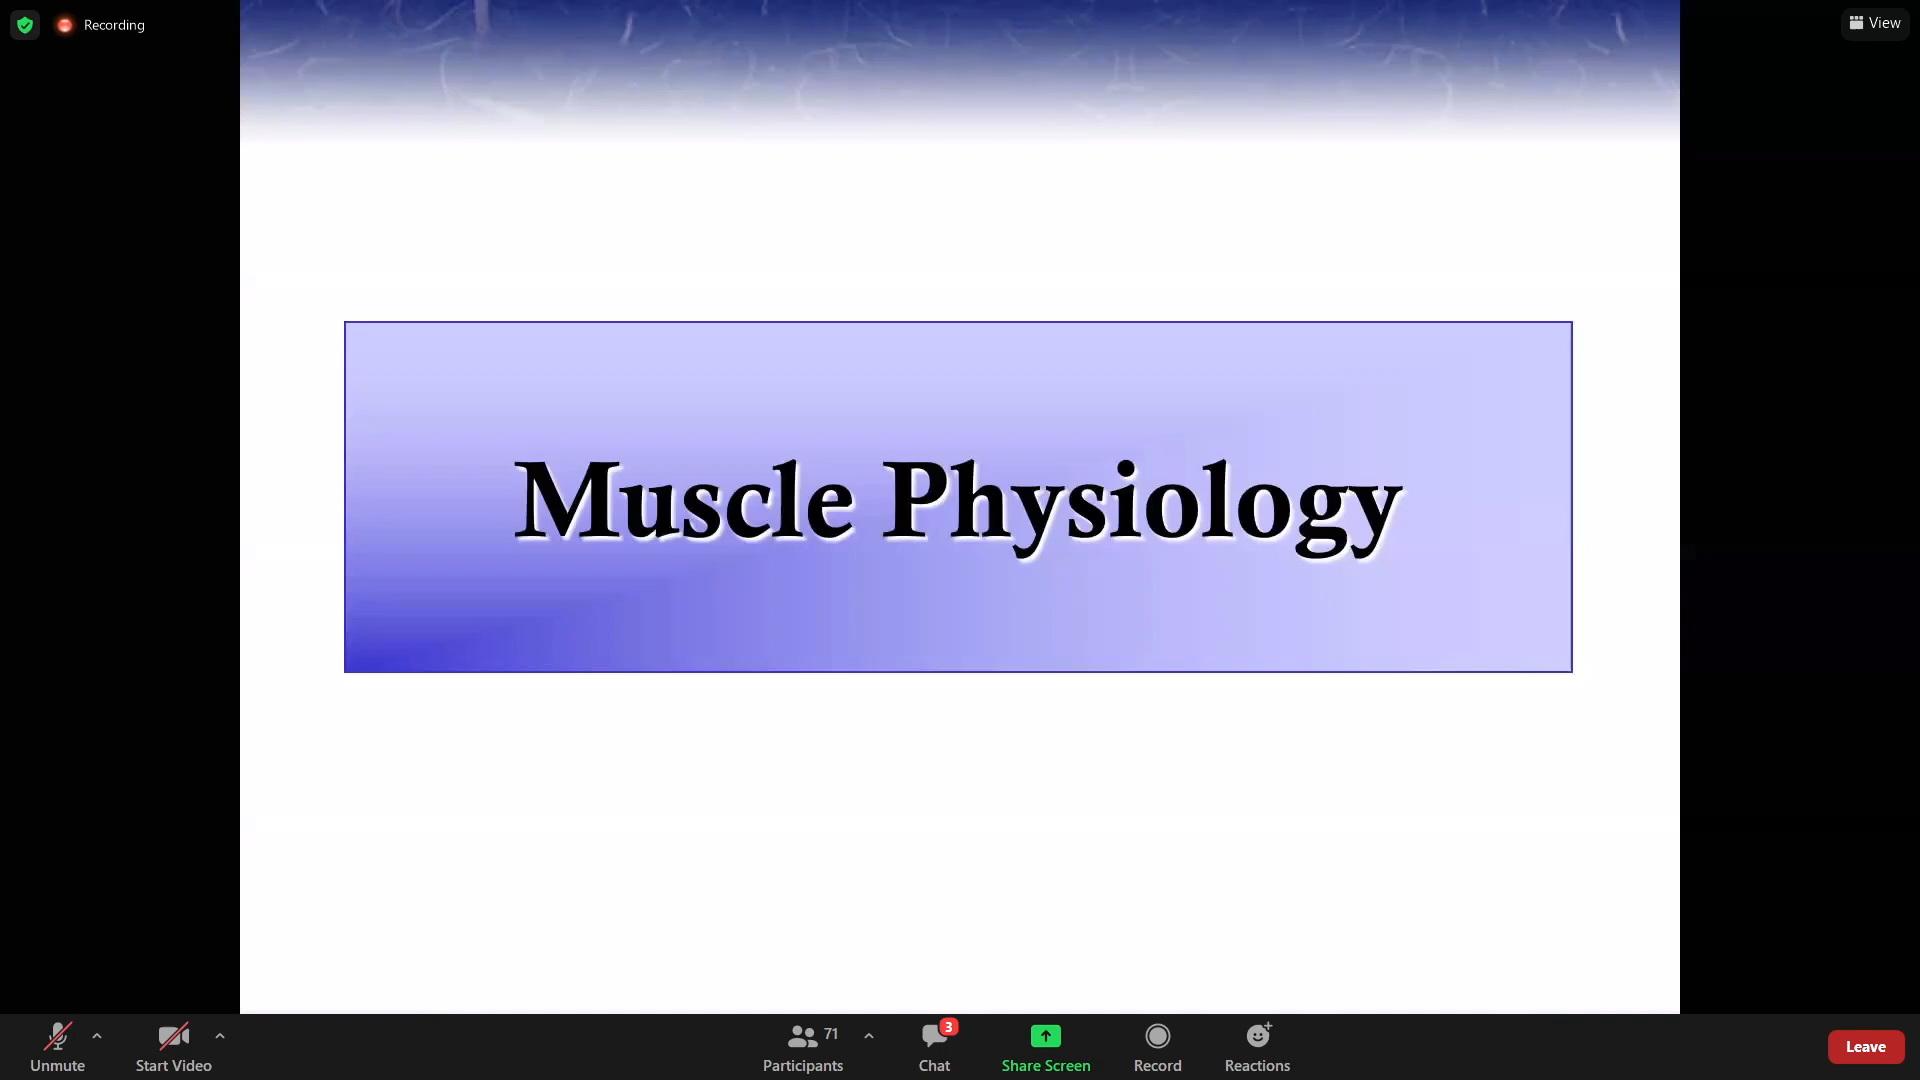 Recording
View
Muscle Physiology
Unmute
Start Video
71
Participants
3
Chat
Share Screen
Record
Reactions
Leave